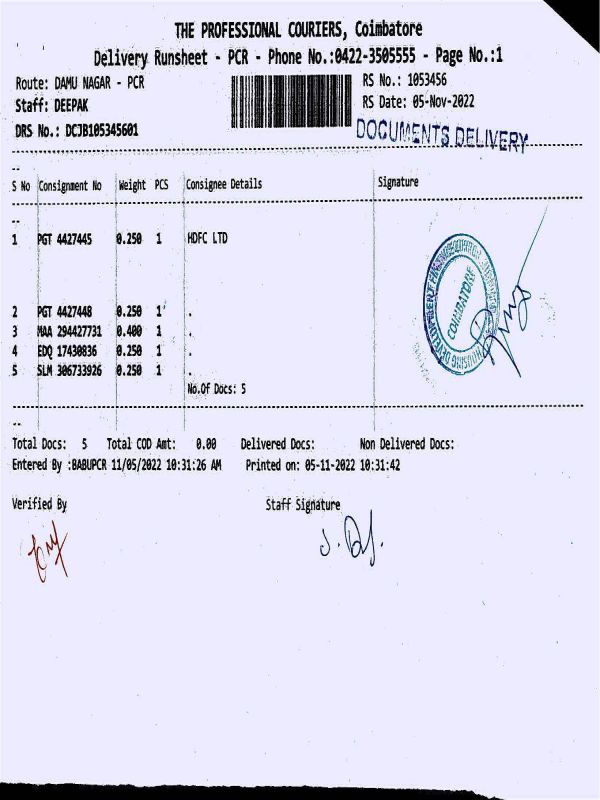 THE PROFESSIONAL COURIERS, Coimbatore
Delivery Runsheet - PCR - Phone No.:0422-3505555 - Page No.:1
Route: DAMU NAGAR - PCR
RS No.: 1053456
Staff: DEEPAK
RS Date: 05-Nov-2022
DRS No.: DCJB105345601
DOCUMENTS DELIVERY
S No Consignment No Weight PCS Consignee Details Signature
1 PGT 4427445 0.250 1 HDFC LTD
2 PGT 4427448 0.250 1 .
3 MAA 294427731 0.400 1 .
4 EDQ 17430836 0.250 1 .
5 SLM 306733926 0.250 1 .
No.Of Docs: 5
COIMBATORE
Total Docs: 5 Total COD Amt: 0.00 Delivered Docs: Non Delivered Docs:
Entered By :BABUPCR 11/05/2022 10:31:26 AM Printed on: 05-11-2022 10:31:42
Verified By Staff Signature